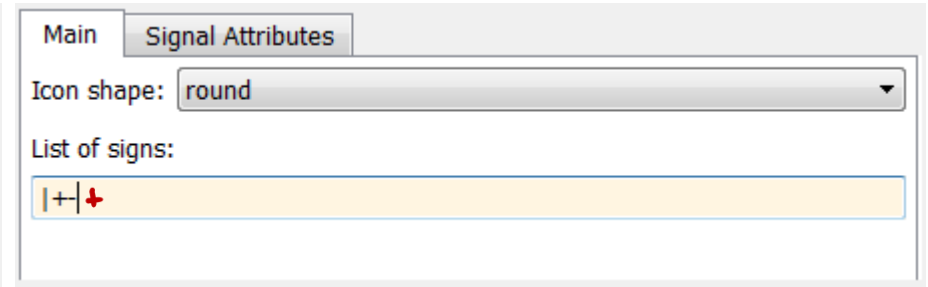 Main
Signal Attributes
Icon shape: round
List of signs:
|+-+